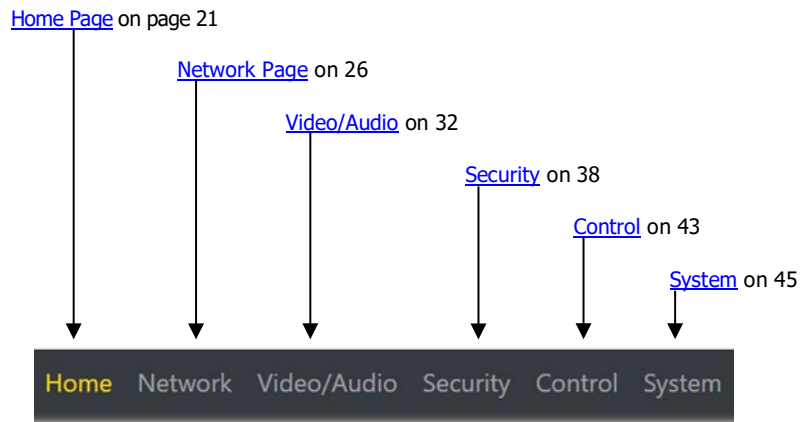 Home Page on page 21
Network Page on 26
Video/Audio on 32
Security on 38
Control on 43
System on 45
Home Network Video/Audio Security Control System